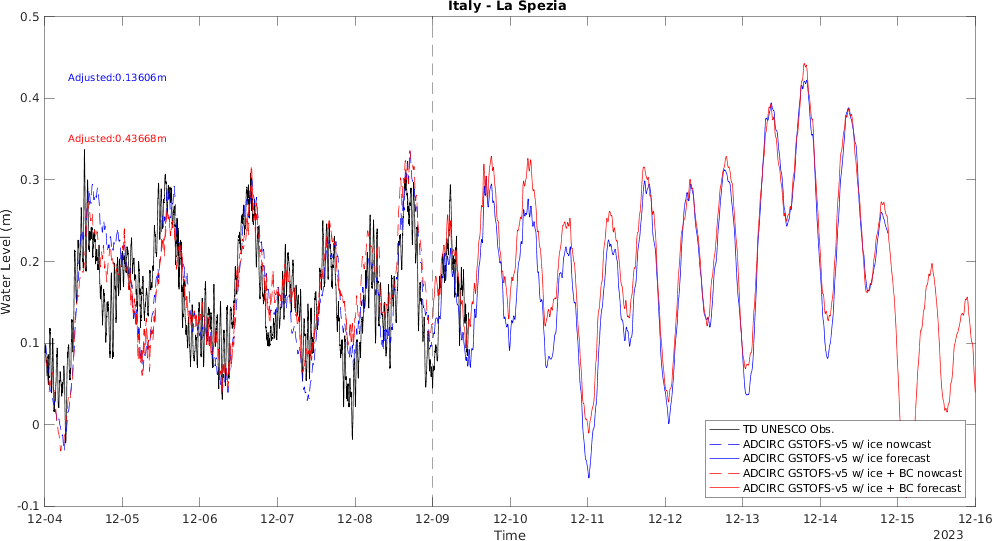 Italy - La Spezia
0.5
0.4
0.3
0.2
0.1
0
-0.1
Water Level (m)
Adjusted:0.13606m
Adjusted:0.43668m
TD UNESCO Obs.
ADCIRC GSTOFS-v5 w/ ice nowcast
ADCIRC GSTOFS-v5 w/ ice forecast
ADCIRC GSTOFS-v5 w/ ice + BC nowcast
ADCIRC GSTOFS-v5 w/ ice + BC forecast
12-04 12-05 12-06 12-07 12-08 12-09 12-10 12-11 12-12 12-13 12-14 12-15 12-16
Time
2023